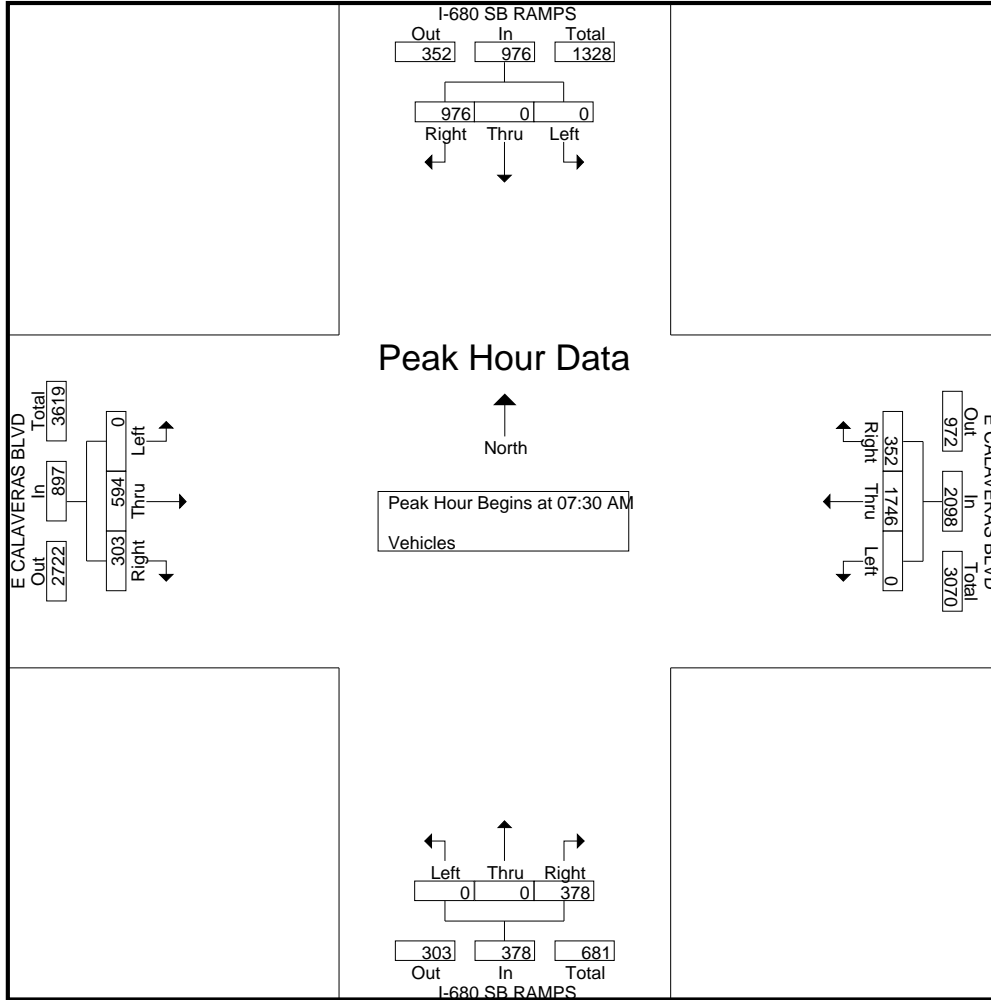 I-680 SB RAMPS
Out In Total
352 976 1328
976 0 0
Right Thru Left
Peak Hour Data
North
Peak Hour Begins at 07:30 AM
Vehicles
E CALAVERAS BLVD
Total In Out
3619 897 2722
0 594 303
Left Thru Right
E CALAVERAS BLVD
Out In Total
972 2098 3070
352 1746 0
Right Thru Left
Left Thru Right
0 0 378
303 378 681
Out In Total
I-680 SB RAMPS